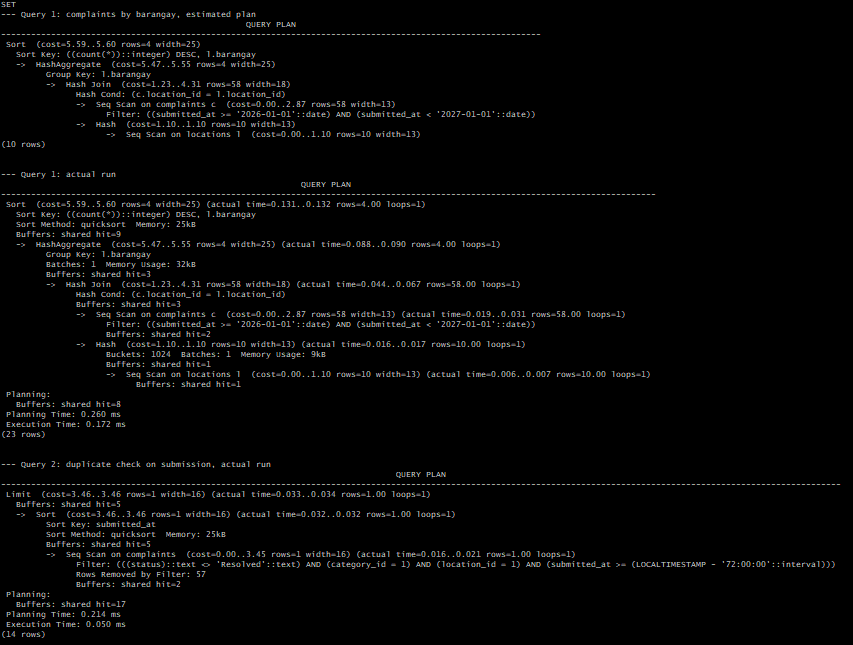 SET
--- Query 1: complaints by barangay, estimated plan
QUERY PLAN
------------------------------------------------------------------------------------------------------------
Sort  (cost=5.59..5.60 rows=4 width=25)
Sort Key: ((count(*))::integer) DESC, l.barangay
->  HashAggregate  (cost=5.47..5.55 rows=4 width=25)
Group Key: l.barangay
->  Hash Join  (cost=1.23..4.31 rows=58 width=18)
Hash Cond: (c.location_id = l.location_id)
->  Seq Scan on complaints c  (cost=0.00..2.87 rows=58 width=13)
Filter: ((submitted_at >= '2026-01-01'::date) AND (submitted_at < '2027-01-01'::date))
->  Hash  (cost=1.10..1.10 rows=10 width=13)
->  Seq Scan on locations l  (cost=0.00..1.10 rows=10 width=13)
(10 rows)
--- Query 1: actual run
QUERY PLAN
-----------------------------------------------------------------------------------------------------------------------------------
Sort  (cost=5.59..5.60 rows=4 width=25) (actual time=0.131..0.132 rows=4.00 loops=1)
Sort Key: ((count(*))::integer) DESC, l.barangay
Sort Method: quicksort  Memory: 25kB
Buffers: shared hit=9
->  HashAggregate  (cost=5.47..5.55 rows=4 width=25) (actual time=0.088..0.090 rows=4.00 loops=1)
Group Key: l.barangay
Batches: 1  Memory Usage: 32kB
Buffers: shared hit=3
->  Hash Join  (cost=1.23..4.31 rows=58 width=18) (actual time=0.044..0.067 rows=58.00 loops=1)
Hash Cond: (c.location_id = l.location_id)
Buffers: shared hit=3
->  Seq Scan on complaints c  (cost=0.00..2.87 rows=58 width=13) (actual time=0.019..0.031 rows=58.00 loops=1)
Filter: ((submitted_at >= '2026-01-01'::date) AND (submitted_at < '2027-01-01'::date))
Buffers: shared hit=2
->  Hash  (cost=1.10..1.10 rows=10 width=13) (actual time=0.016..0.017 rows=10.00 loops=1)
Buckets: 1024  Batches: 1  Memory Usage: 9kB
Buffers: shared hit=1
->  Seq Scan on locations l  (cost=0.00..1.10 rows=10 width=13) (actual time=0.006..0.007 rows=10.00 loops=1)
Buffers: shared hit=1
Planning:
Buffers: shared hit=8
Planning Time: 0.260 ms
Execution Time: 0.172 ms
(23 rows)
--- Query 2: duplicate check on submission, actual run
QUERY PLAN
------------------------------------------------------------------------------------------------------------------------------------------------------------------------
Limit  (cost=3.46..3.46 rows=1 width=16) (actual time=0.033..0.034 rows=1.00 loops=1)
Buffers: shared hit=5
->  Sort  (cost=3.46..3.46 rows=1 width=16) (actual time=0.032..0.032 rows=1.00 loops=1)
Sort Key: submitted_at
Sort Method: quicksort  Memory: 25kB
Buffers: shared hit=5
->  Seq Scan on complaints  (cost=0.00..3.45 rows=1 width=16) (actual time=0.016..0.021 rows=1.00 loops=1)
Filter: (((status)::text <> 'Resolved'::text) AND (category_id = 1) AND (location_id = 1) AND (submitted_at >= (LOCALTIMESTAMP - '72:00:00'::interval)))
Rows Removed by Filter: 57
Buffers: shared hit=2
Planning:
Buffers: shared hit=17
Planning Time: 0.214 ms
Execution Time: 0.050 ms
(14 rows)